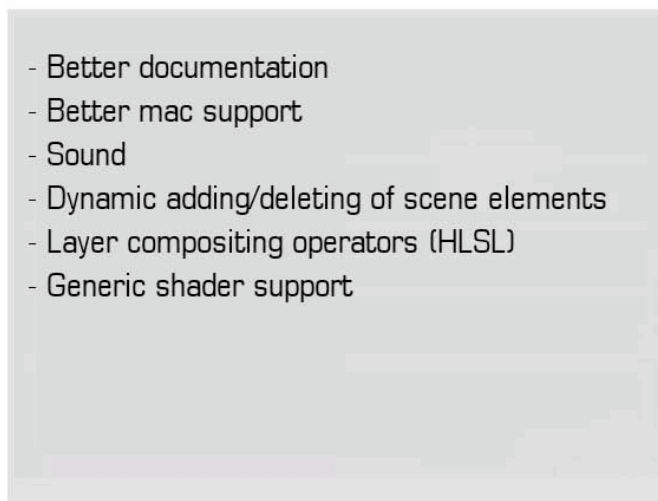 - Better documentation
- Better mac support
- Sound
- Dynamic adding/deleting of scene elements
- Layer compositing operators (HLSL)
- Generic shader support